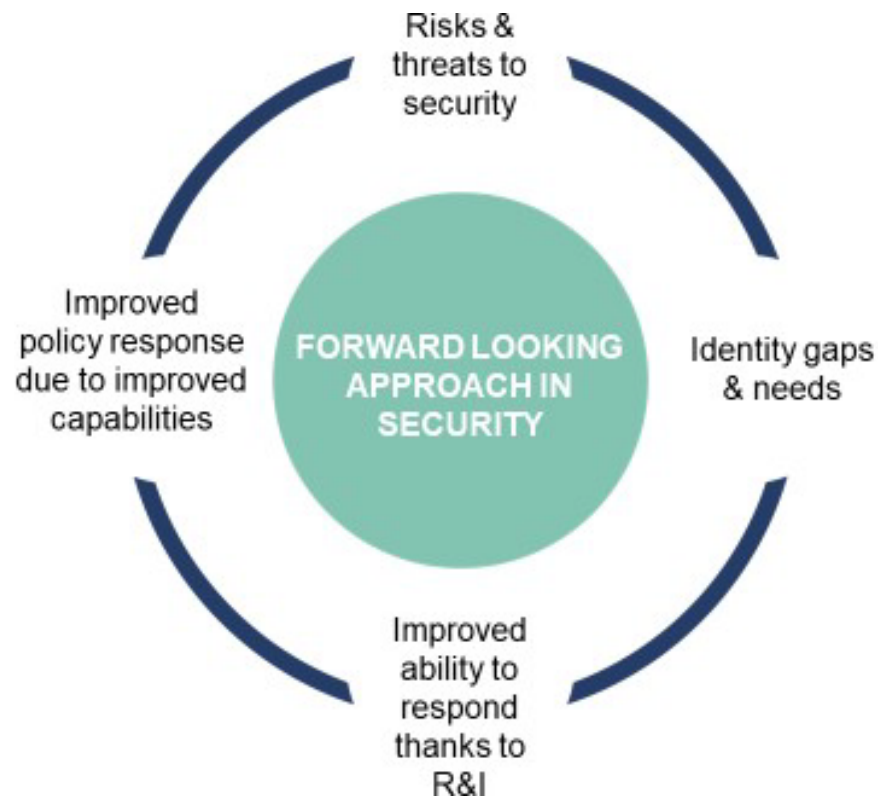 Risks &
threats to
security
Improved
policy response
due to improved
capabilities
FORWARD LOOKING
APPROACH IN
SECURITY
Identity gaps
& needs
Improved
ability to
respond
thanks to
R&I